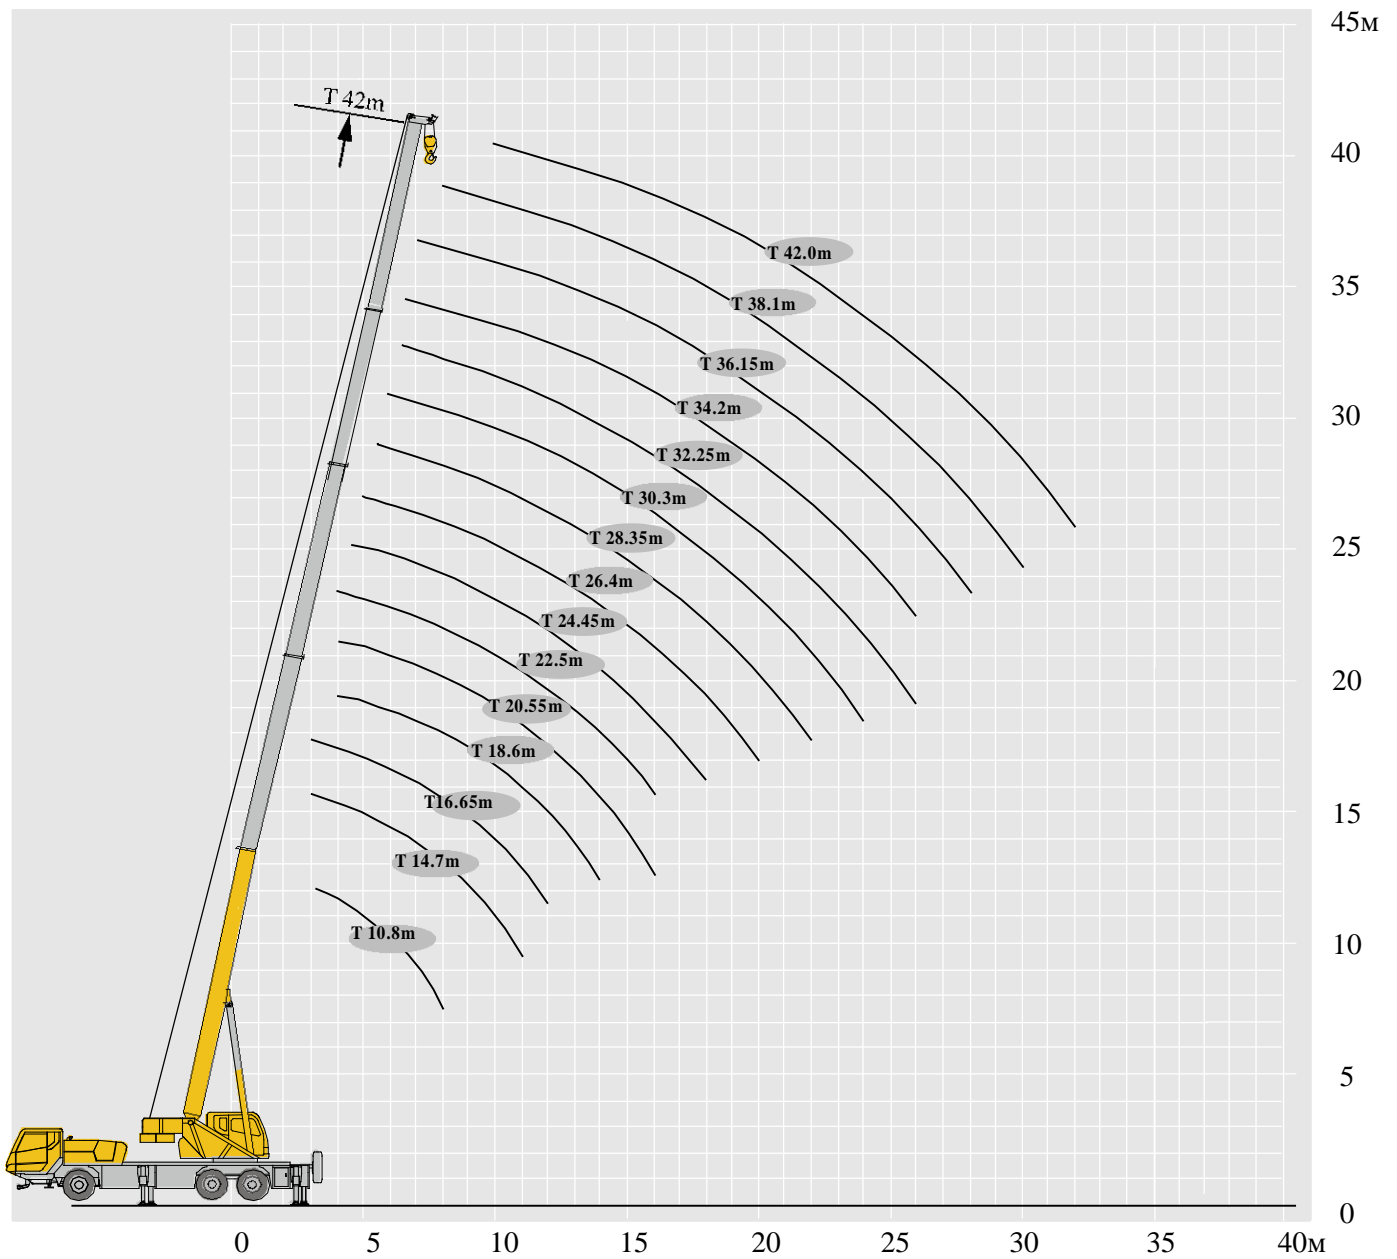 45м
T 42m
40
T 42.0m
35
T 38.1m
T 36.15m
T 34.2m
30
T 32.25m
T 30.3m
T 28.35m
25
T 26.4m
T 24.45m
T 22.5m
20
T 20.55m
T 18.6m
T16.65m
15
T 14.7m
T 10.8m
10
5
0
0 5 10 15 20 25 30 35 40м